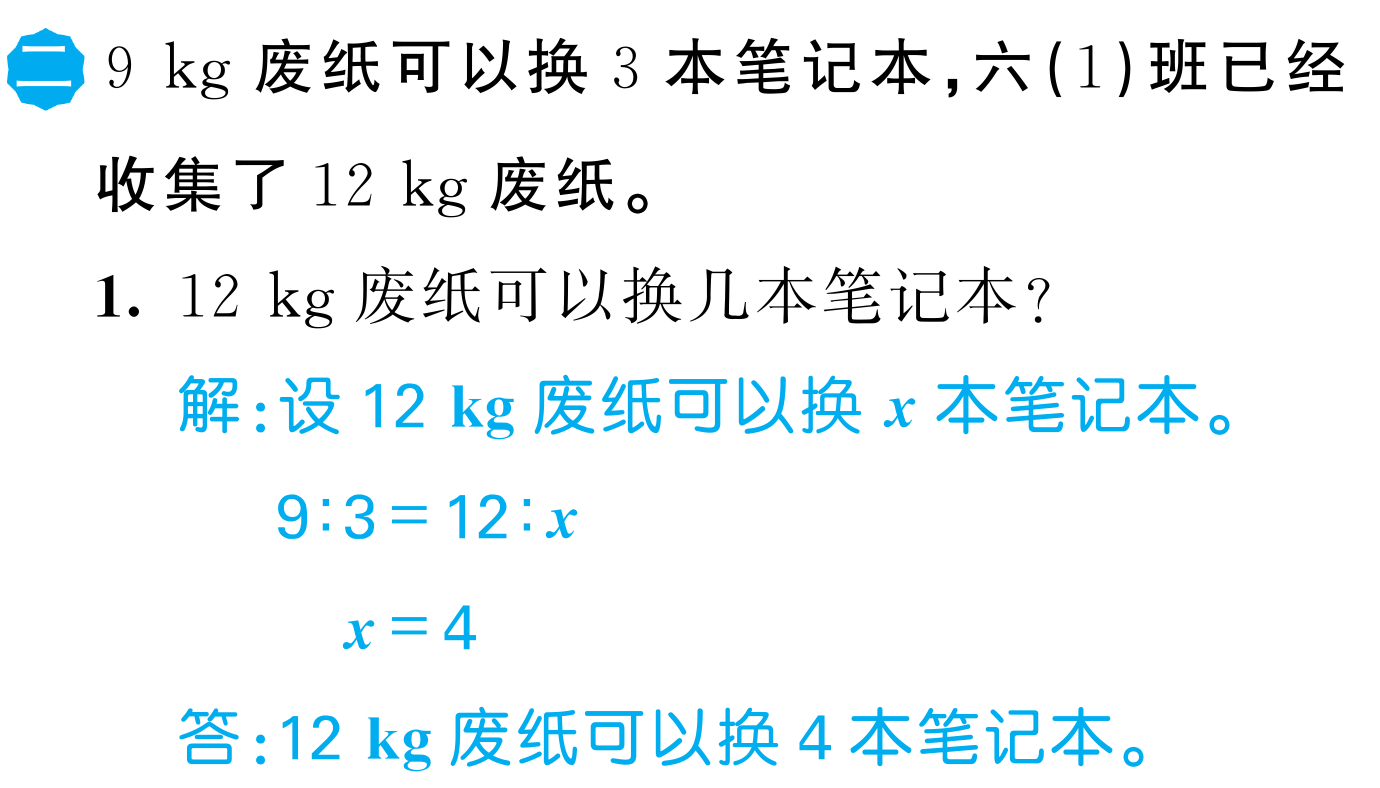 二 9 kg 废纸可以换 3 本笔记本,六(1)班已经
收集了 12 kg 废纸。
1. 12 kg 废纸可以换几本笔记本?
解:设 12 kg 废纸可以换 x 本笔记本。
9∶3=12∶x
x=4
答:12 kg 废纸可以换 4 本笔记本。